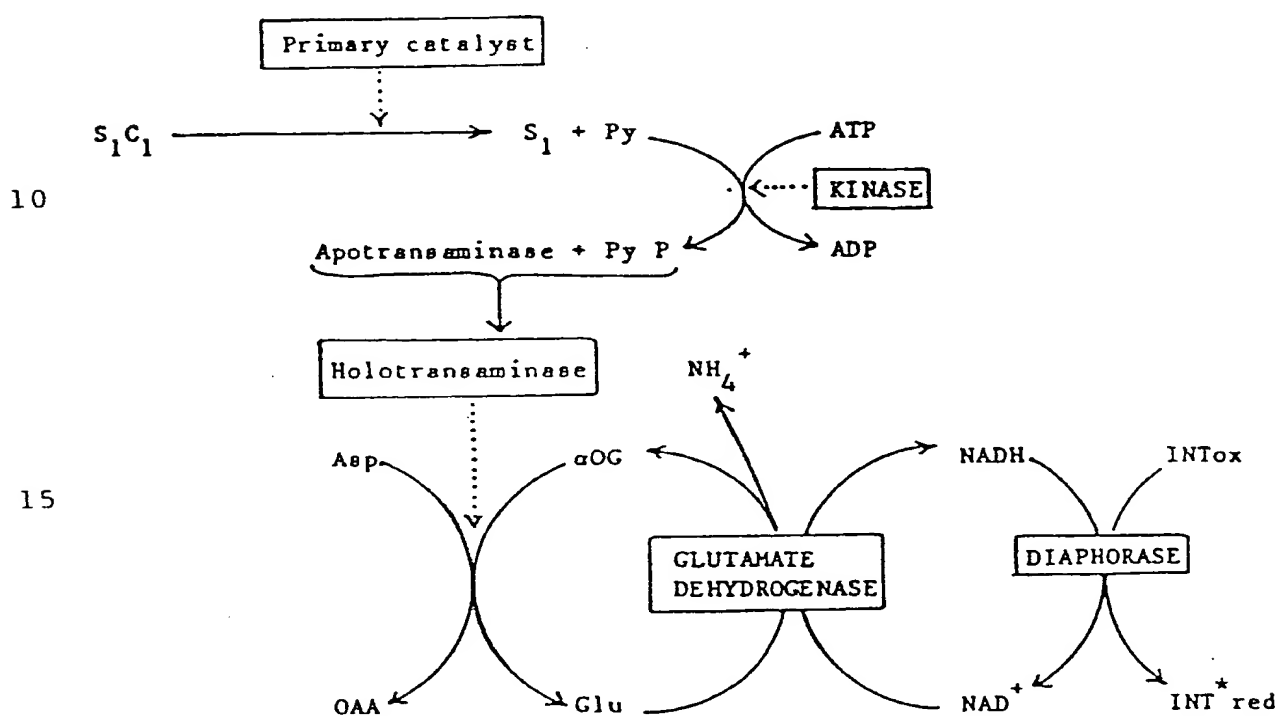 Primary catalyst
S₁C₁ S₁ + Py ATP
10 KINASE
Apotransaminase + Py P ADP
Holotransaminase NH₄⁺
Asp αOG NADH INTox
15
GLUTAMATE DIAPHORASE
DEHYDROGENASE
OAA Glu NAD⁺ INT*red